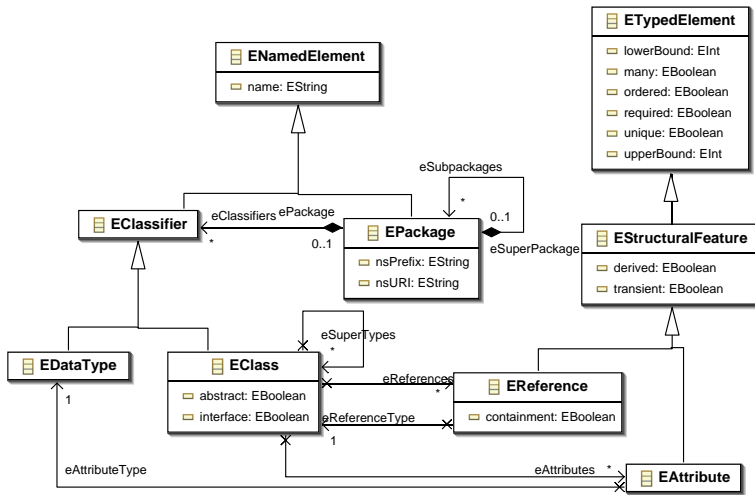 ETypedElement
lowerBound: EInt
many: EBoolean
ordered: EBoolean
required: EBoolean
unique: EBoolean
upperBound: EInt
ENamedElement
name: EString
eSubpackages
*
0..1
eSuperPackage
EClassifier
eClassifiers
ePackage
*
0..1
EPackage
nsPrefix: EString
nsURI: EString
EStructuralFeature
derived: EBoolean
transient: EBoolean
eSuperTypes
*
EDataType
1
EClass
abstract: EBoolean
interface: EBoolean
eReferences
*
eReferenceType
1
EReference
containment: EBoolean
eAttributeType
eAttributes
*
EAttribute